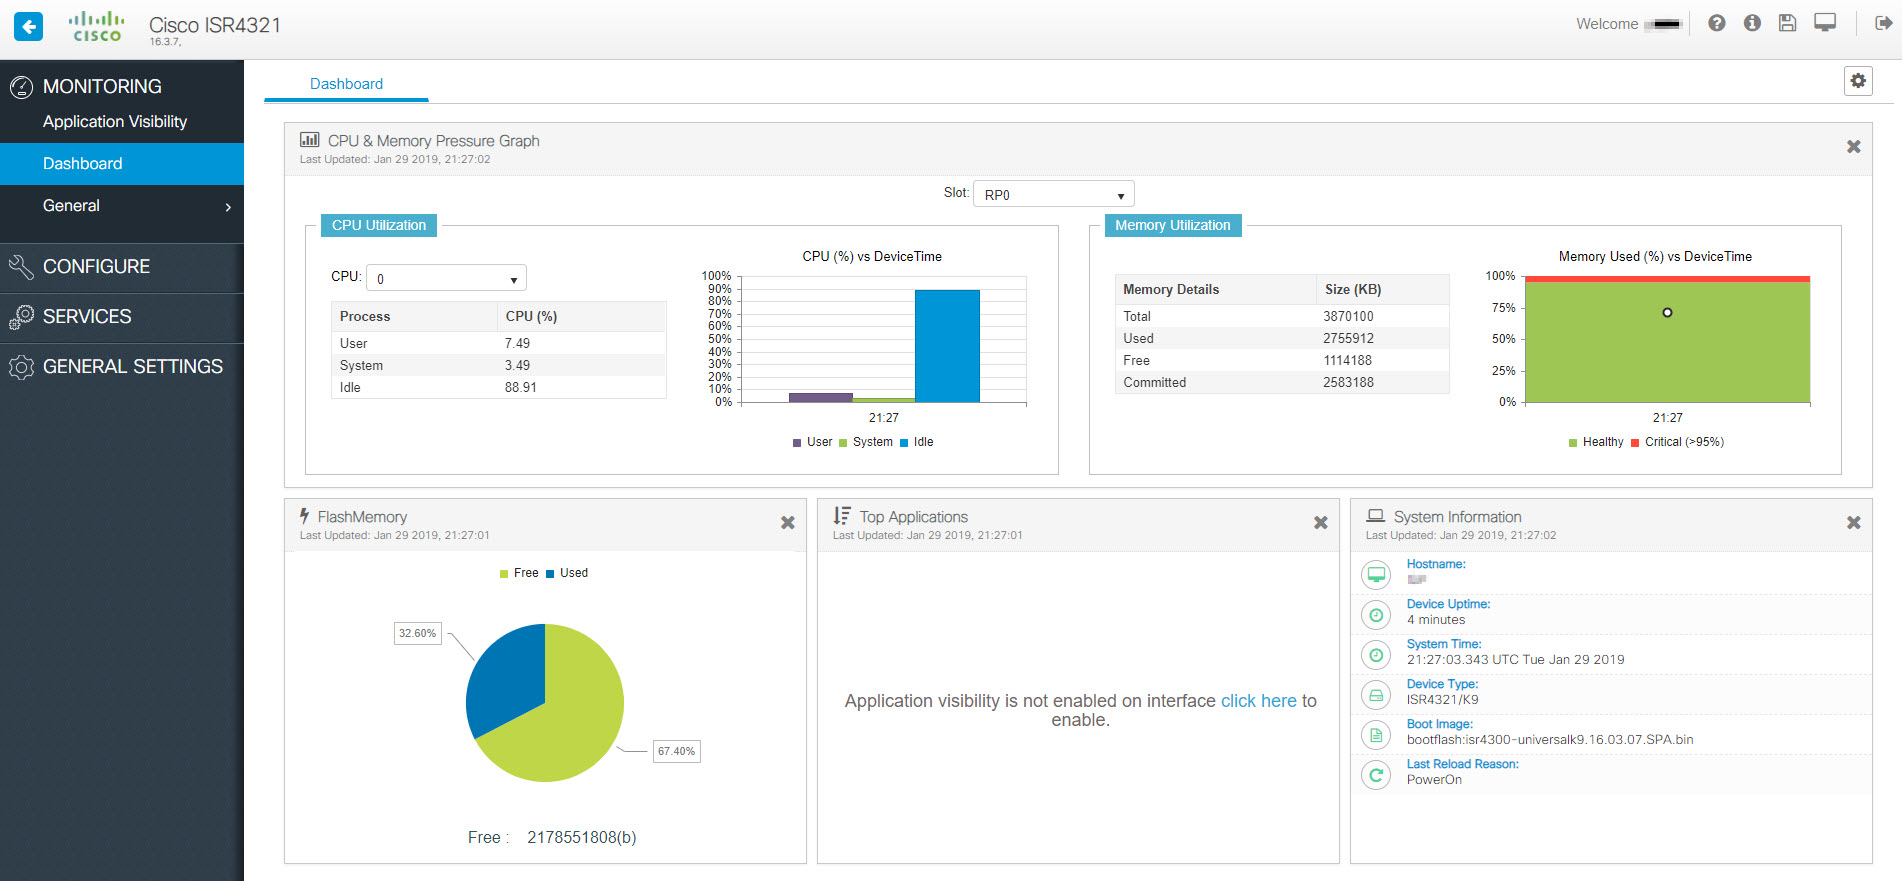 cisco
Cisco ISR4321
16.3.7,
Welcome
MONITORING
Application Visibility
Dashboard
General
CONFIGURE
SERVICES
GENERAL SETTINGS
Dashboard
CPU & Memory Pressure Graph
Last Updated: Jan 29 2019, 21:27:02
Slot: RP0
CPU Utilization
CPU: 0
Process CPU (%)
User 7.49
System 3.49
Idle 88.91
CPU (%) vs DeviceTime
100%
90%
80%
70%
60%
50%
40%
30%
20%
10%
0%
21:27
User System Idle
Memory Utilization
Memory Details Size (KB)
Total 3870100
Used 2755912
Free 1114188
Committed 2583188
Memory Used (%) vs DeviceTime
100%
75%
50%
25%
0%
21:27
Healthy Critical (>95%)
FlashMemory
Last Updated: Jan 29 2019, 21:27:01
Free Used
32.60%
67.40%
Free : 2178551808(b)
Top Applications
Last Updated: Jan 29 2019, 21:27:01
Application visibility is not enabled on interface click here to
enable.
System Information
Last Updated: Jan 29 2019, 21:27:02
Hostname:
Device Uptime:
4 minutes
System Time:
21:27:03.343 UTC Tue Jan 29 2019
Device Type:
ISR4321/K9
Boot Image:
bootflash:isr4300-universalk9.16.03.07.SPA.bin
Last Reload Reason:
PowerOn